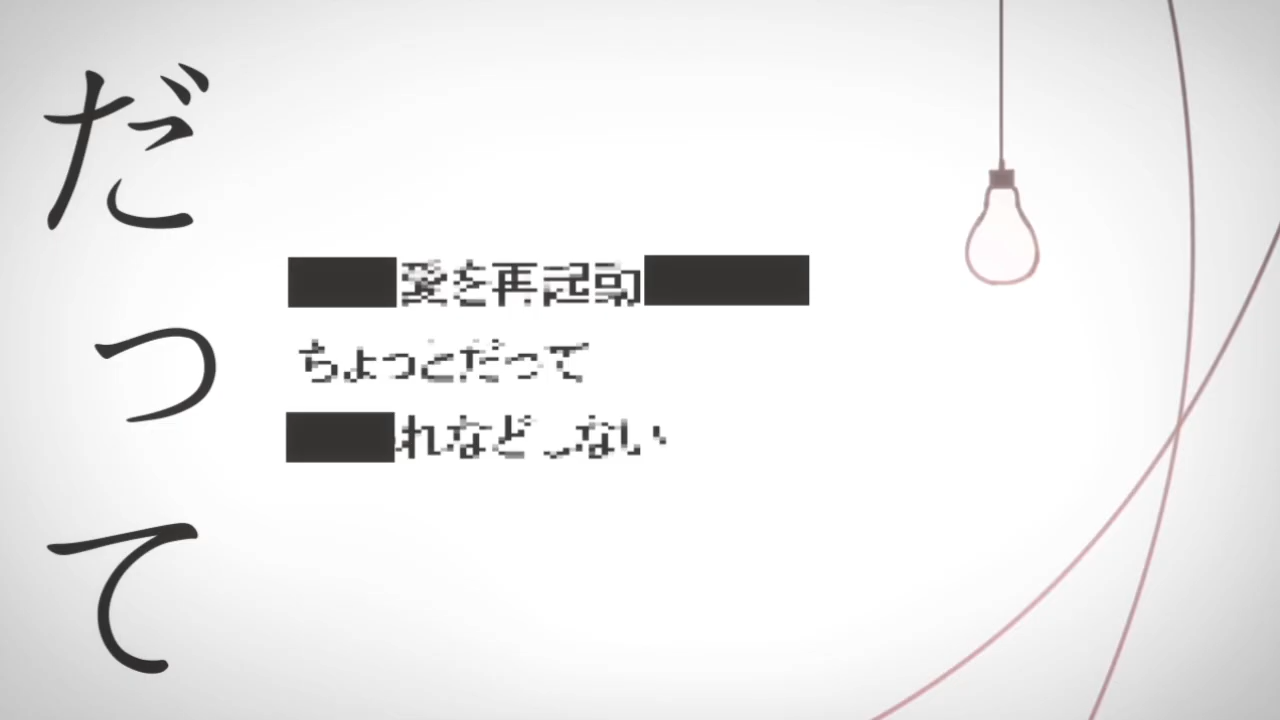 だって
愛を再起動
ちょっとだって
れなどしない